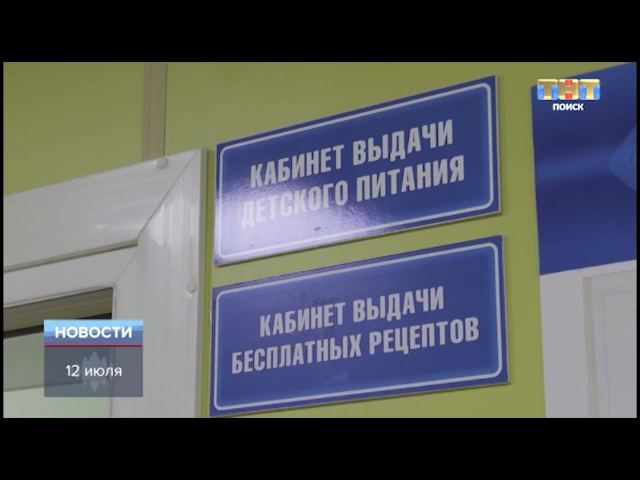 ТНТ
ПОИСК
КАБИНЕТ ВЫДАЧИ
ДЕТСКОГО ПИТАНИЯ
КАБИНЕТ ВЫДАЧИ
БЕСПЛАТНЫХ РЕЦЕПТОВ
НОВОСТИ
12 июля